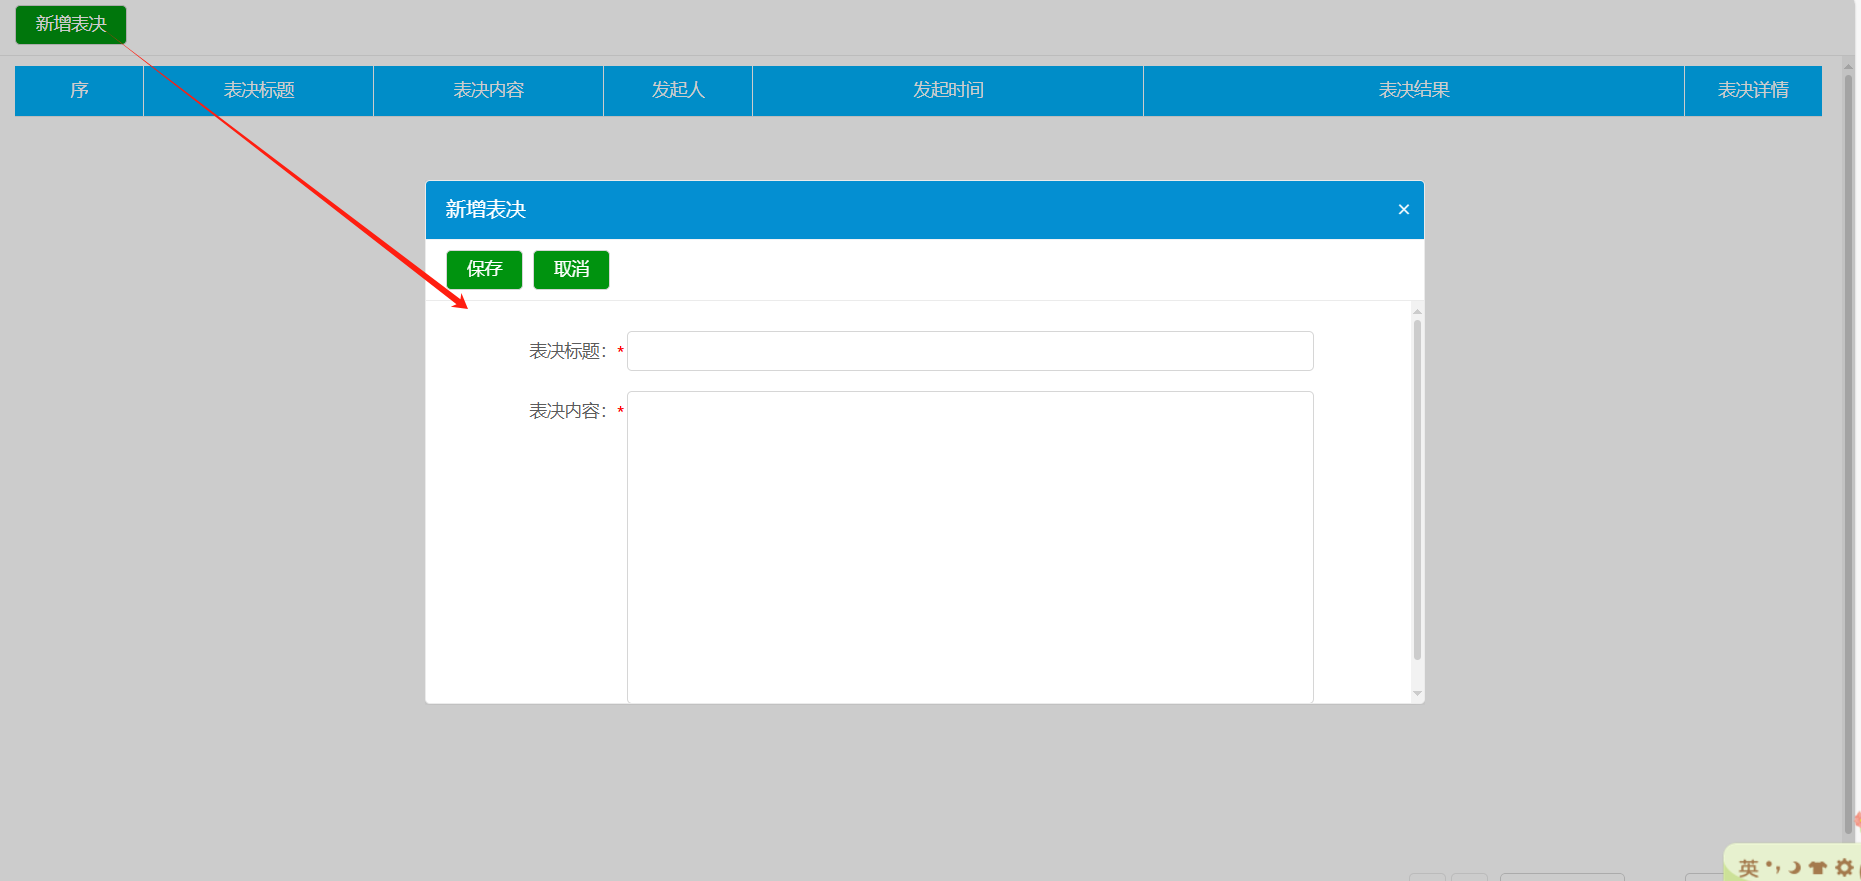 新增表决
序 表决标题 表决内容 发起人 发起时间 表决结果 表决详情
新增表决 ×
保存 取消
表决标题：*
表决内容：*
英